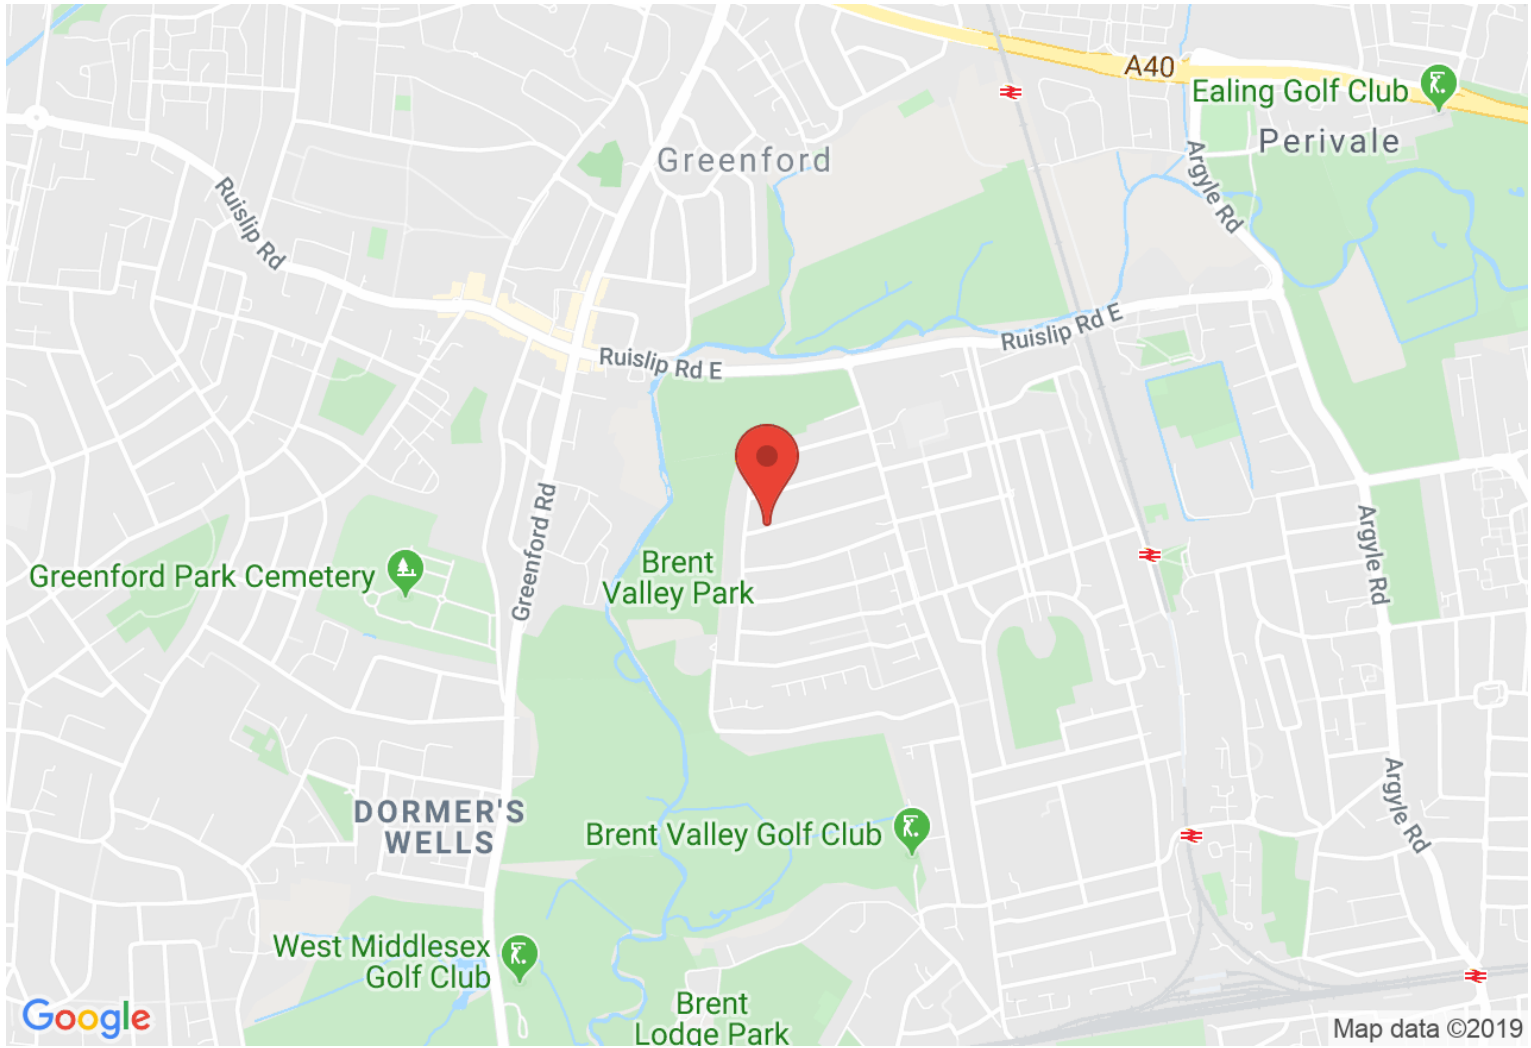 A40
Ealing Golf Club
Perivale
Greenford
Argyle Rd
Ruislip Rd
Ruislip Rd E
Ruislip Rd E
Greenford Rd
Argyle Rd
Brent
Valley Park
Greenford Park Cemetery
Argyle Rd
DORMER'S
WELLS
Brent Valley Golf Club
West Middlesex
Golf Club
Brent
Lodge Park
Google
Map data ©2019